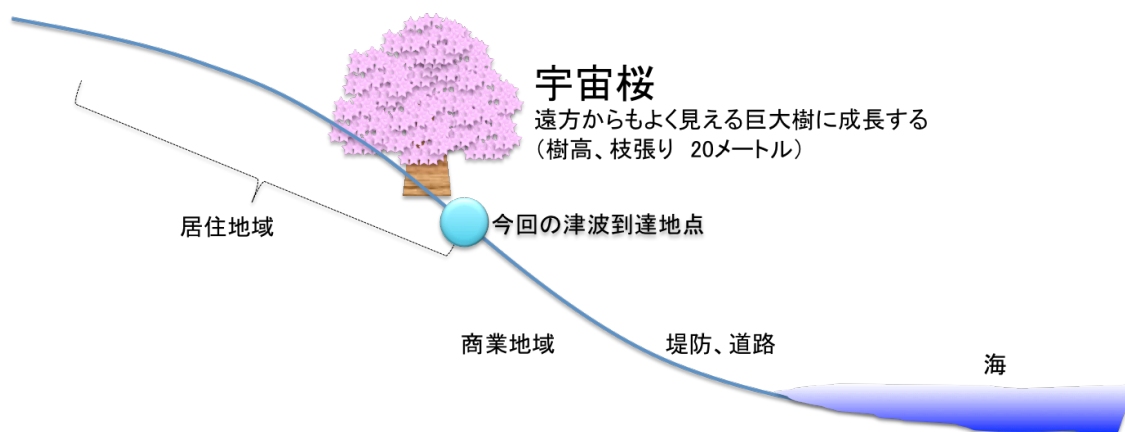 宇宙桜
遠方からもよく見える巨大樹に成長する
(樹高、枝張り 20メートル)
居住地域
今回の津波到達地点
商業地域
堤防、道路
海